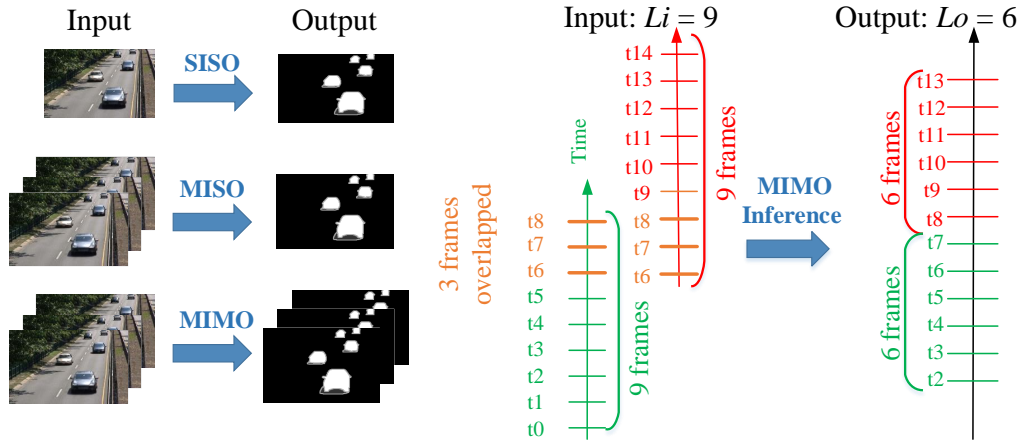 Input
Output
SISO
MISO
MIMO
Input: Li = 9
Output: Lo = 6
3 frames
overlapped
Time
t8
t7
t6
t5
t4
t3
t2
t1
t0
9 frames
t14
t13
t12
t11
t10
t9
t8
t7
t6
9 frames
MIMO
Inference
6 frames
6 frames
t13
t12
t11
t10
t9
t8
t7
t6
t5
t4
t3
t2